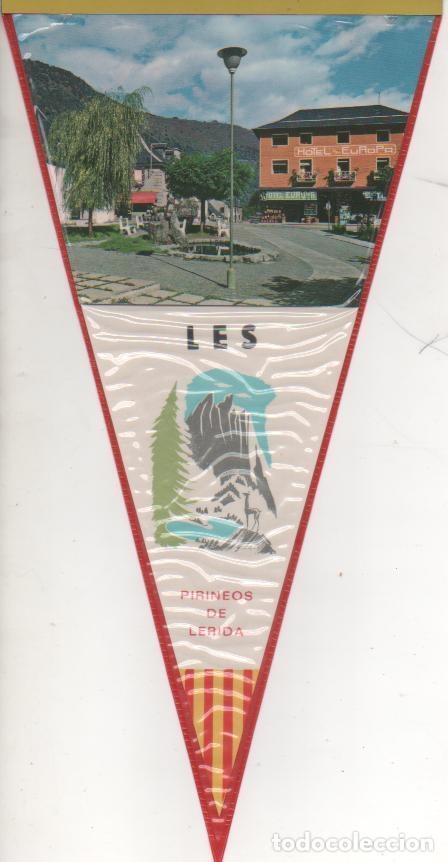 HOTEL EUROPA
HOTEL EUROPA
LES
PIRINEOS
DE
LERIDA
todocoleccion